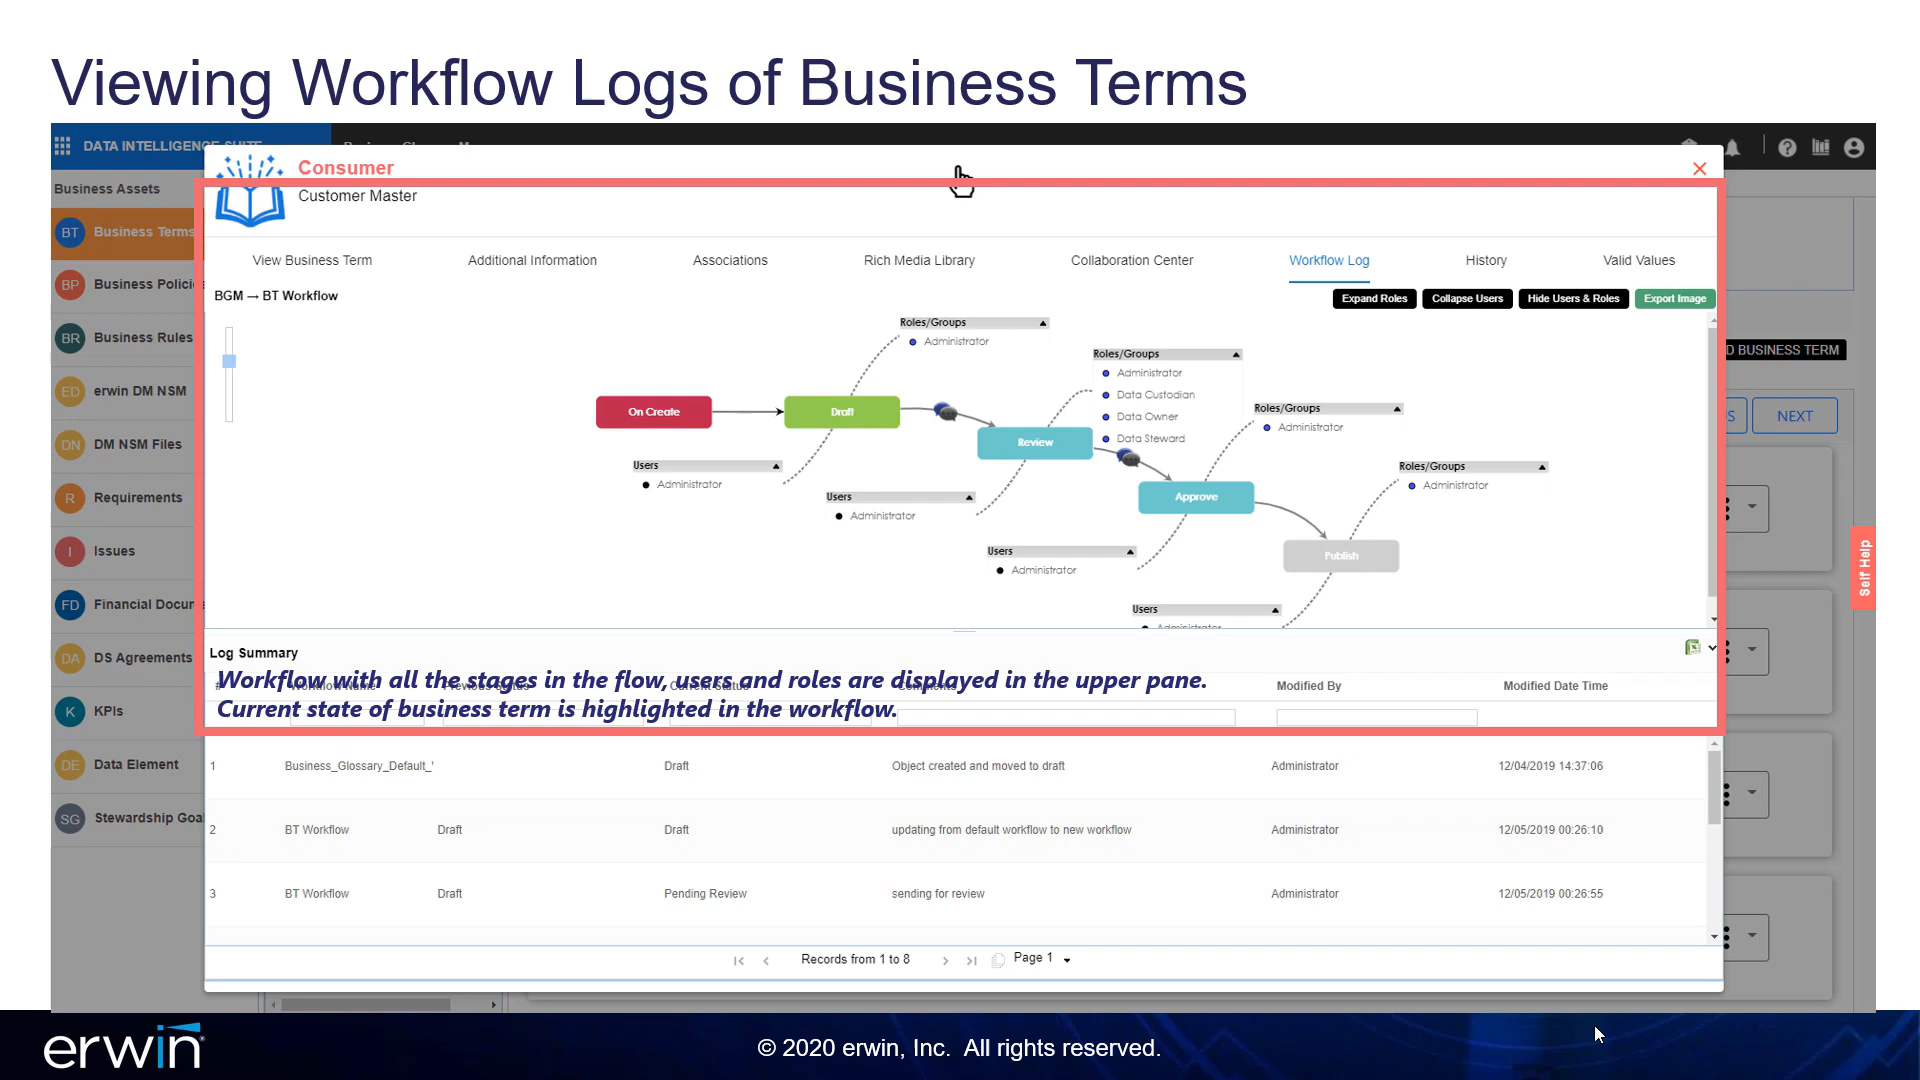 Viewing Workflow Logs of Business Terms
DATA INTELLIGENCE SUITE
Business Assets
BT Business Terms
BP Business Polici
BR Business Rules
ED erwin DM NSM
DN DM NSM Files
R Requirements
I Issues
FD Financial Docum
DA DS Agreements
K KPIs
DE Data Element
SG Stewardship Goa
Consumer
Customer Master
View Business Term Additional Information Associations Rich Media Library Collaboration Center Workflow Log History Valid Values
BGM → BT Workflow
Expand Roles Collapse Users Hide Users & Roles Export Image
Roles/Groups
Administrator
Roles/Groups
Administrator
Data Custodian
Data Owner
Data Steward
Roles/Groups
Administrator
Roles/Groups
Administrator
On Create
Draft
Review
Approve
Publish
Users
Administrator
Users
Administrator
Users
Administrator
Users
Administrator
D BUSINESS TERM
S NEXT
Self Help
Log Summary
Workflow with all the stages in the flow, users and roles are displayed in the upper pane.
Current state of business term is highlighted in the workflow.
# Workflow Name Previous Status Current Status Comments Modified By Modified Date Time
1 Business_Glossary_Default_' Draft Object created and moved to draft Administrator 12/04/2019 14:37:06
2 BT Workflow Draft Draft updating from default workflow to new workflow Administrator 12/05/2019 00:26:10
3 BT Workflow Draft Pending Review sending for review Administrator 12/05/2019 00:26:55
Records from 1 to 8 Page 1
erwin
© 2020 erwin, Inc. All rights reserved.